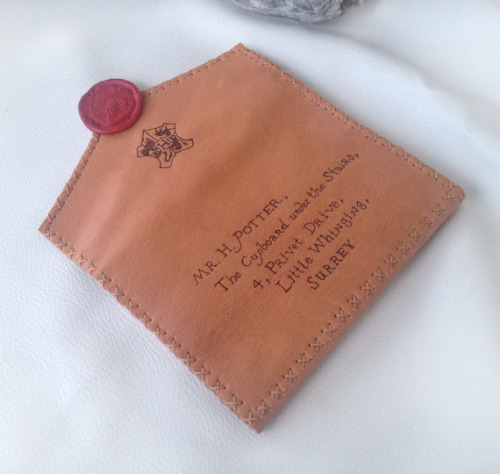 MR. H. POTTER,
The Cupboard under the Stairs,
4, Privet Drive,
Little Whinging,
SURREY